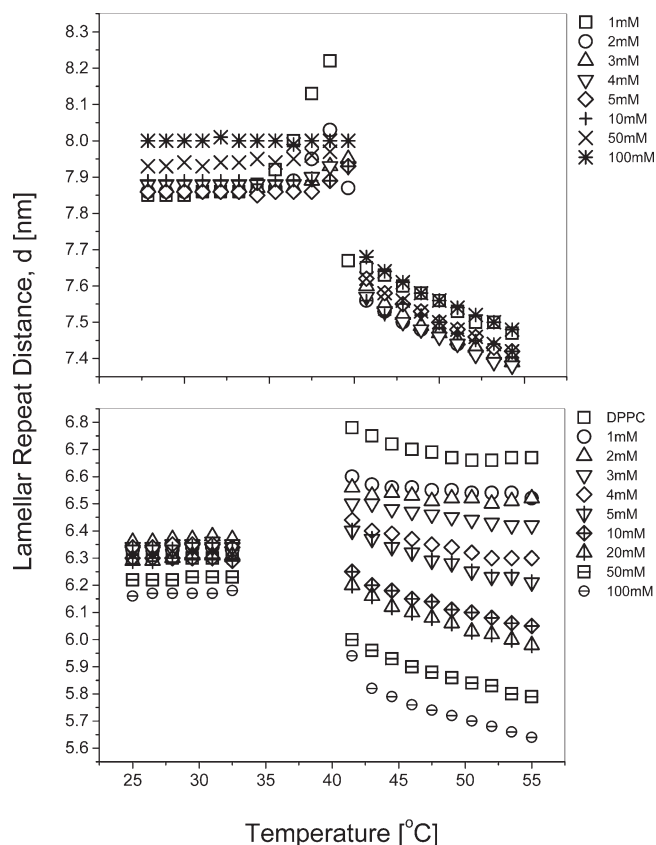 8.3
8.2
8.1
8.0
7.9
7.8
7.7
7.6
7.5
7.4
1mM
2mM
3mM
4mM
5mM
10mM
50mM
100mM
Lamellar Repeat Distance, d [nm]
6.8
6.7
6.6
6.5
6.4
6.3
6.2
6.1
6.0
5.9
5.8
5.7
5.6
DPPC
1mM
2mM
3mM
4mM
5mM
10mM
20mM
50mM
100mM
25 30 35 40 45 50 55
Temperature [°C]